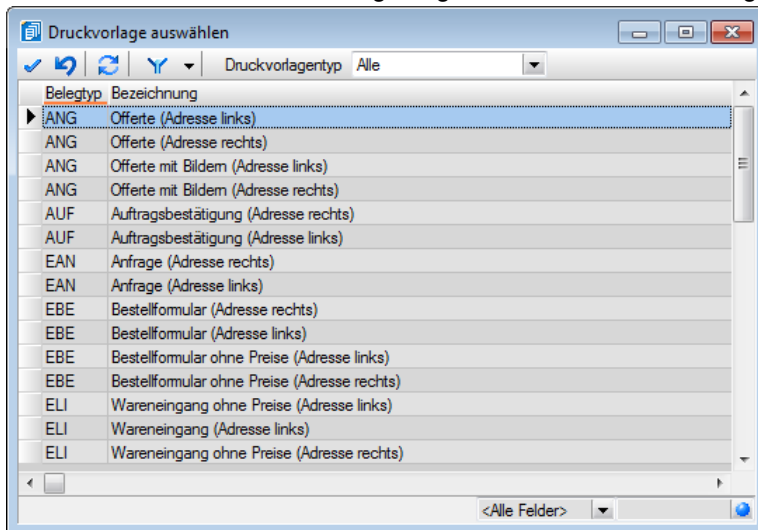 Druckvorlage auswählen
Druckvorlagentyp Alle
Belegtyp Bezeichnung
ANG Offerte (Adresse links)
ANG Offerte (Adresse rechts)
ANG Offerte mit Bildern (Adresse links)
ANG Offerte mit Bildern (Adresse rechts)
AUF Auftragsbestätigung (Adresse rechts)
AUF Auftragsbestätigung (Adresse links)
EAN Anfrage (Adresse rechts)
EAN Anfrage (Adresse links)
EBE Bestellformular (Adresse rechts)
EBE Bestellformular (Adresse links)
EBE Bestellformular ohne Preise (Adresse links)
EBE Bestellformular ohne Preise (Adresse rechts)
ELI Wareneingang ohne Preise (Adresse links)
ELI Wareneingang (Adresse links)
ELI Wareneingang ohne Preise (Adresse rechts)
<Alle Felder>